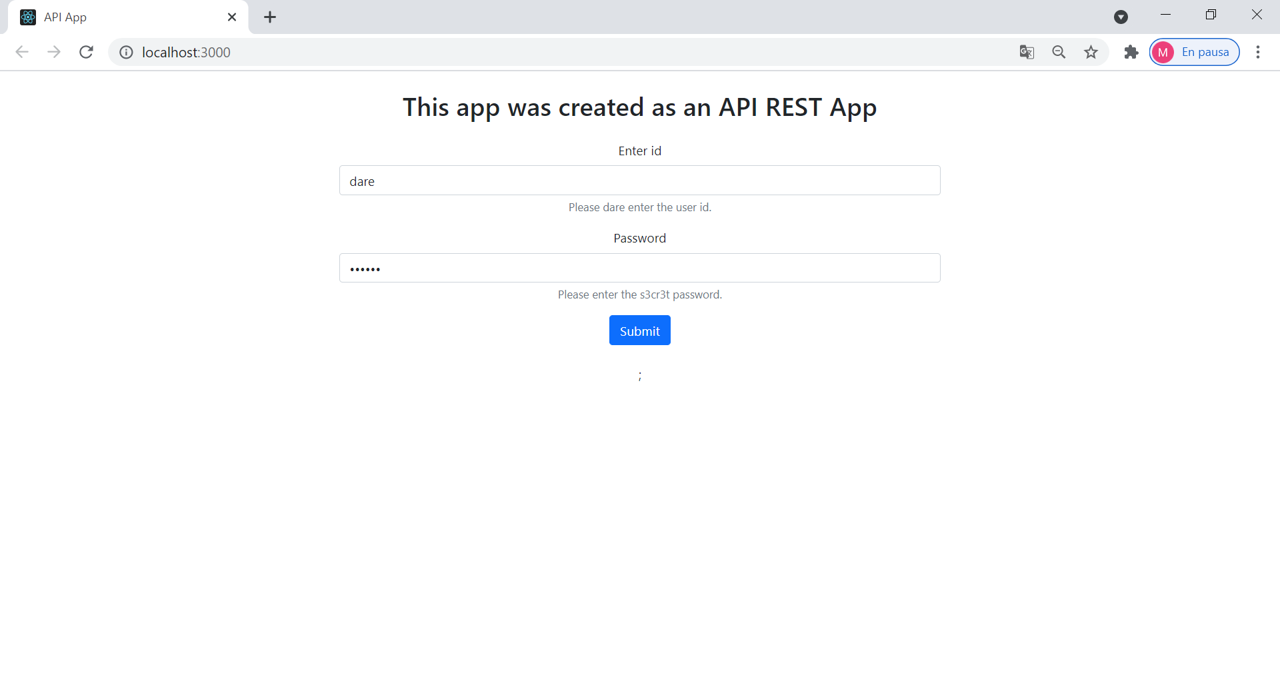 API App
localhost:3000
M En pausa
This app was created as an API REST App
Enter id
dare
Please dare enter the user id.
Password
••••••
Please enter the s3cr3t password.
Submit
;